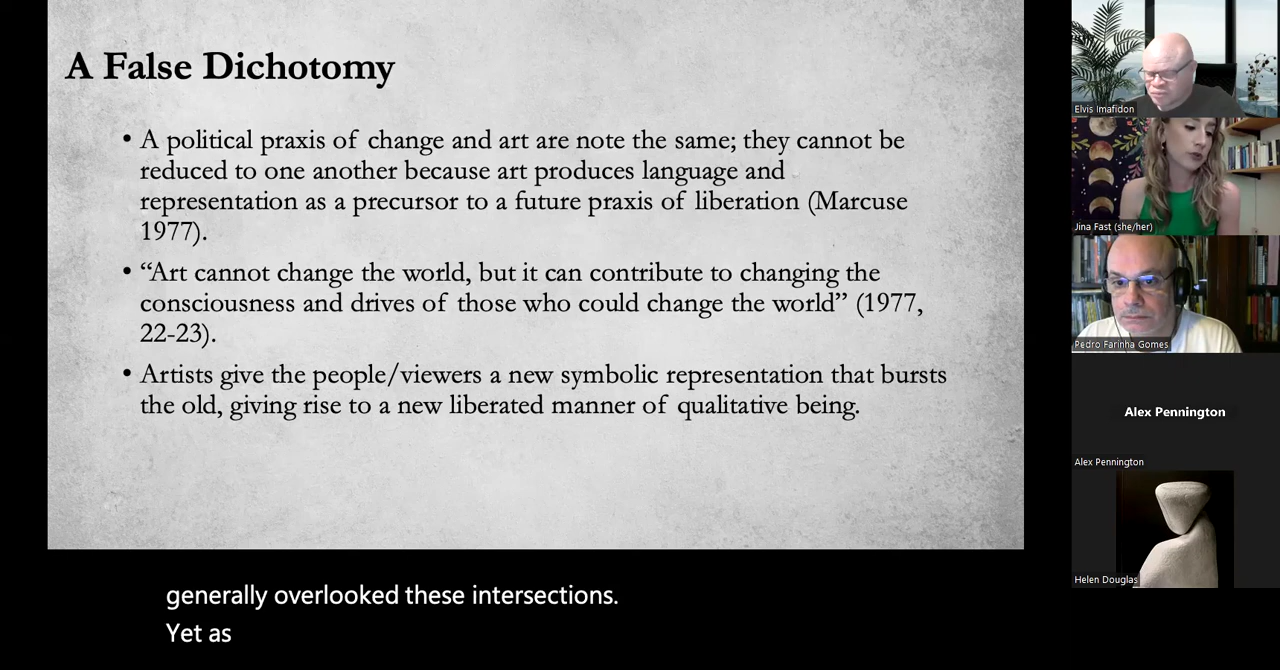 A False Dichotomy
• A political praxis of change and art are note the same; they cannot be
reduced to one another because art produces language and
representation as a precursor to a future praxis of liberation (Marcuse
1977).
• “Art cannot change the world, but it can contribute to changing the
consciousness and drives of those who could change the world” (1977,
22-23).
• Artists give the people/viewers a new symbolic representation that bursts
the old, giving rise to a new liberated manner of qualitative being.
generally overlooked these intersections.
Yet as
Elvis Imafidon
Jina Fast (she/her)
Pedro Farinha Gomes
Alex Pennington
Alex Pennington
Helen Douglas